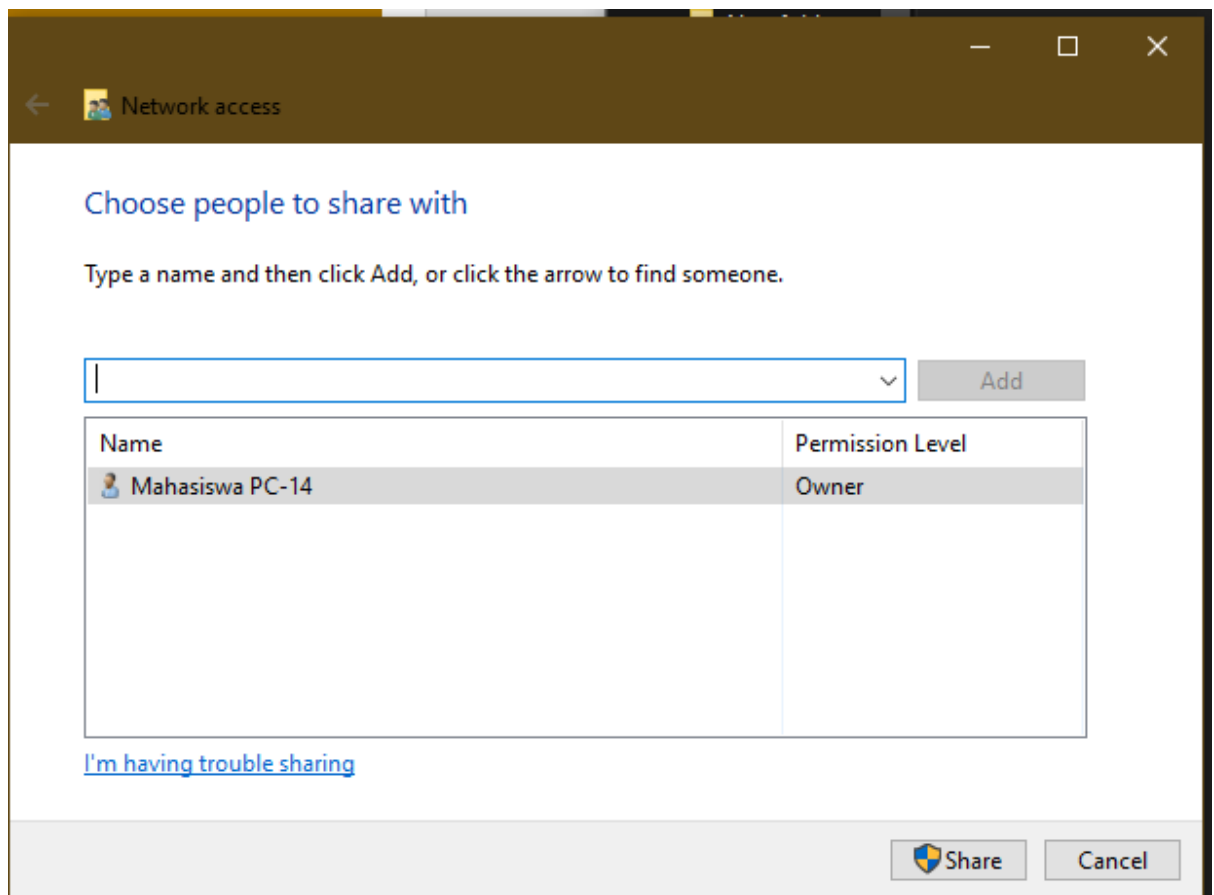 Network access
Choose people to share with
Type a name and then click Add, or click the arrow to find someone.
Add
Name Permission Level
Mahasiswa PC-14 Owner
I'm having trouble sharing
Share Cancel